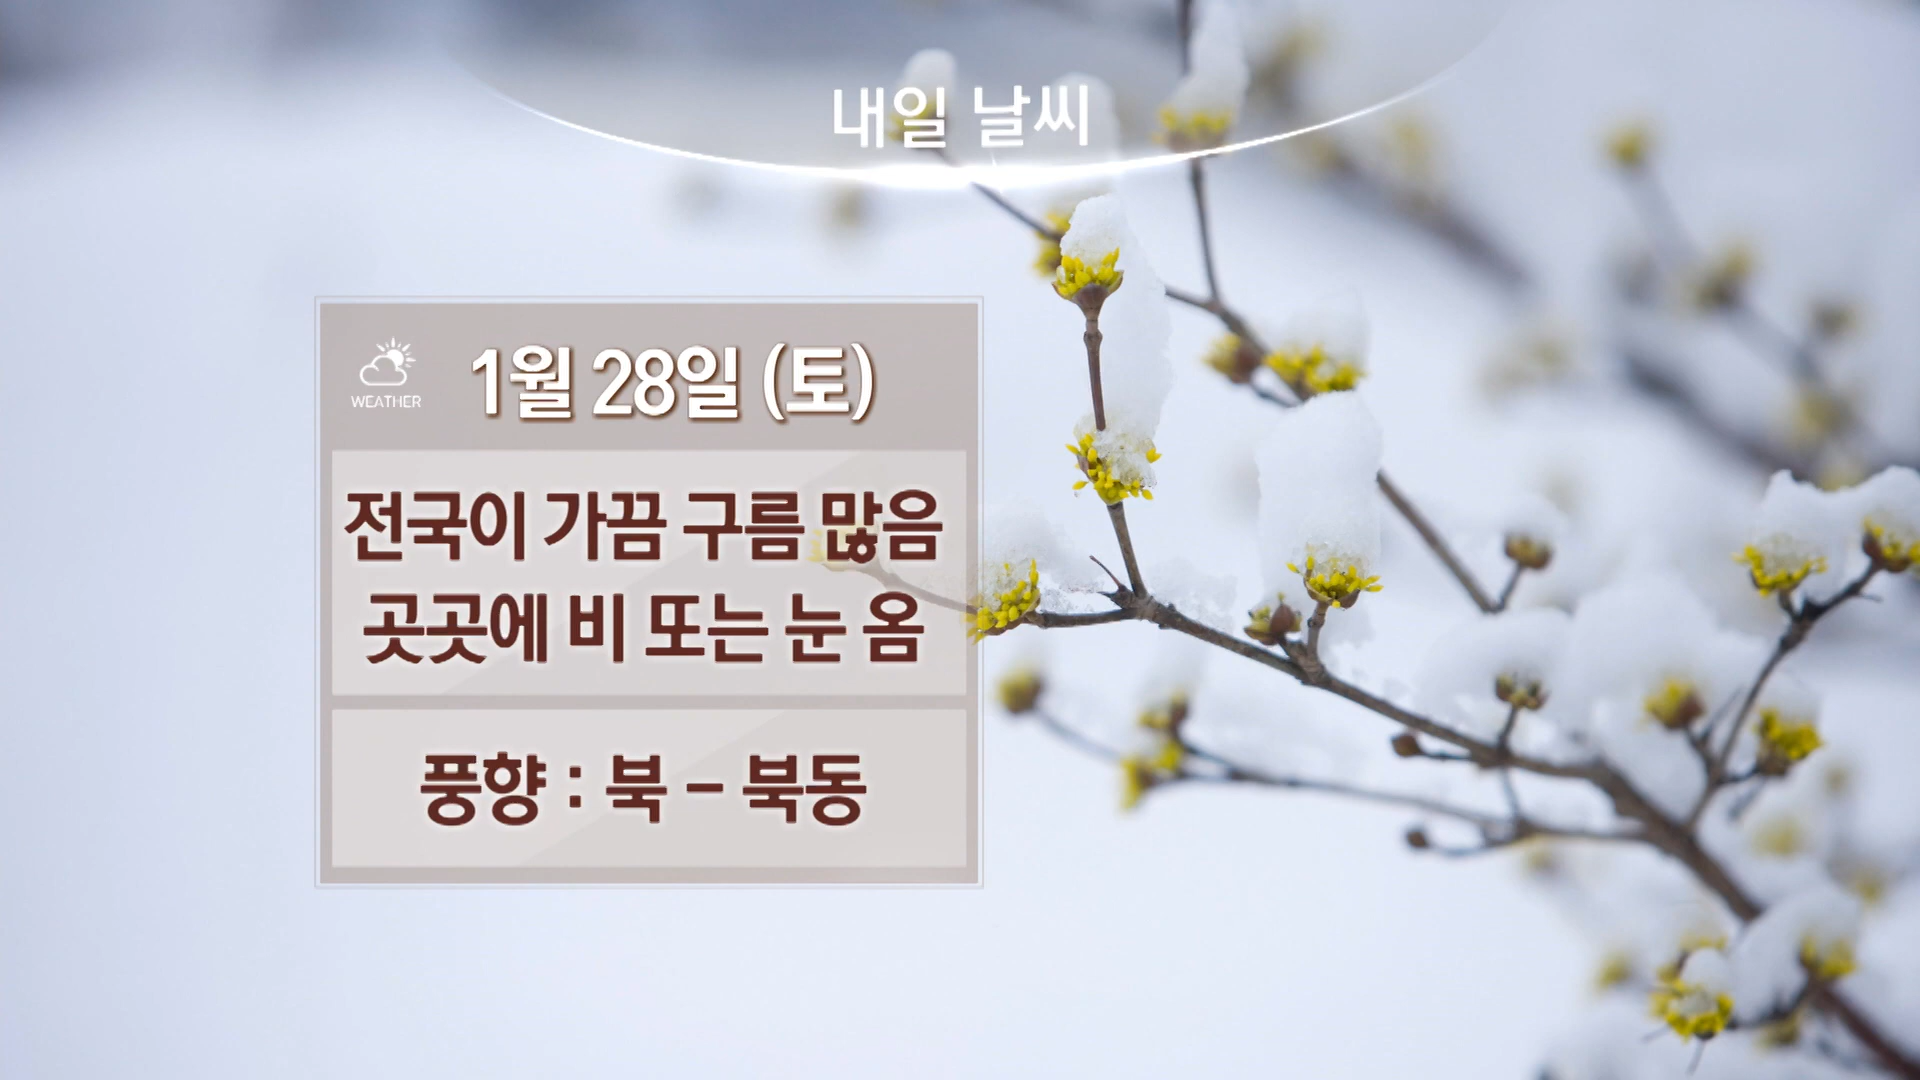 내일 날씨
WEATHER
1월 28일 (토)
전국이 가끔 구름 많음
곳곳에 비 또는 눈 옴
풍향 : 북 - 북동